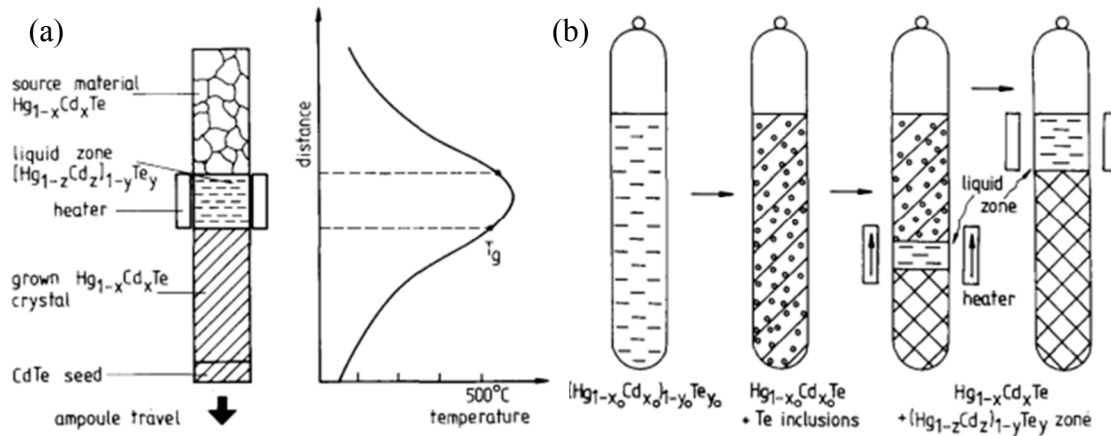 (a)
source material
Hg₁₋ₓCdₓTe
liquid zone
[Hg₁₋zCdz]₁₋yTey
heater
grown Hg₁₋ₓCdₓTe
crystal
CdTe seed
ampoule travel
distance
Tg
500°C
temperature
(b)
liquid
zone
heater
(Hg₁₋ₓ₀Cdₓ₀)₁₋y₀Tey₀
Hg₁₋ₓ₀Cdₓ₀Te
+ Te inclusions
Hg₁₋ₓCdₓTe
+(Hg₁₋zCdz)₁₋yTey zone